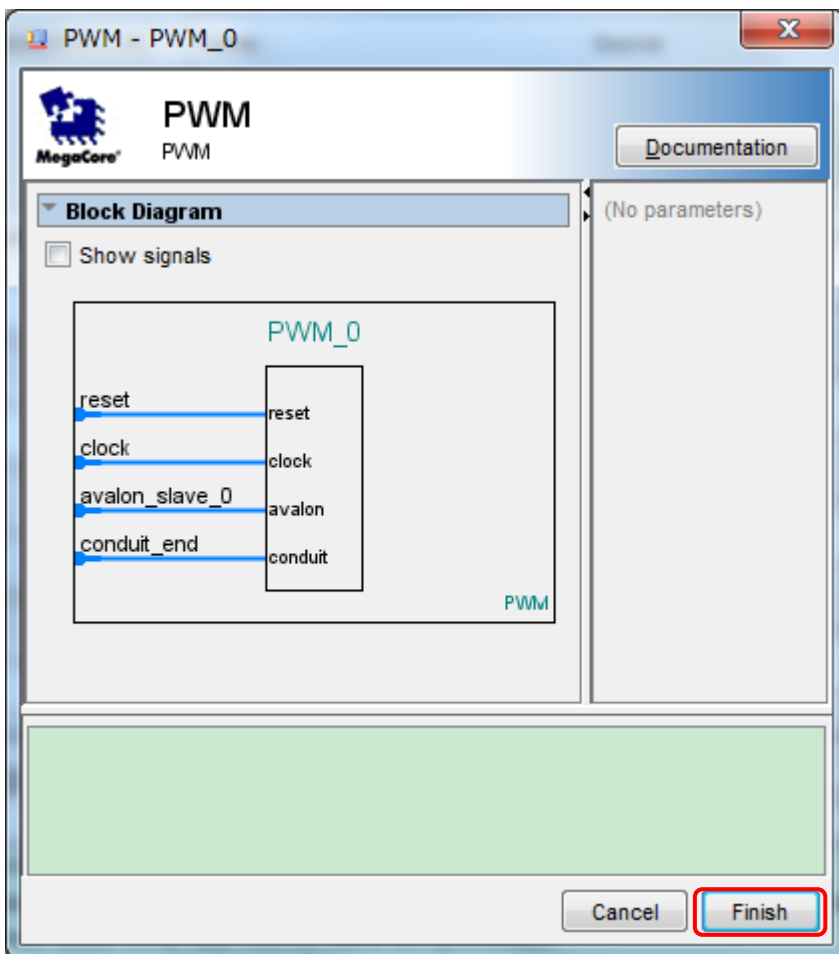 PWM - PWM_0
MegaCore®
PWM
PWM
Documentation
Block Diagram
(No parameters)
Show signals
PWM_0
reset
reset
clock
clock
avalon_slave_0
avalon
conduit_end
conduit
PWM
Cancel
Finish